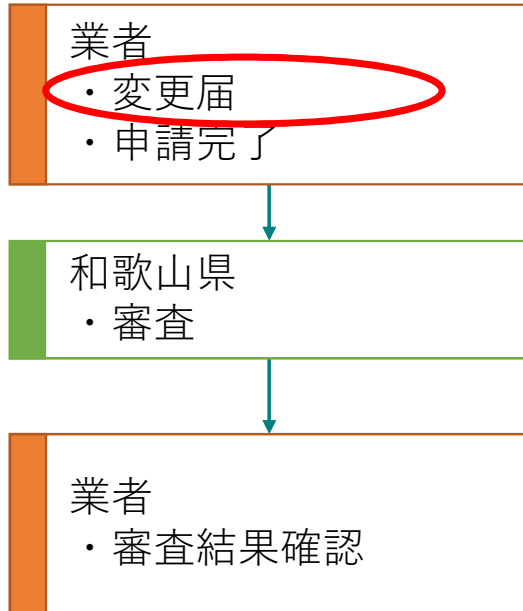 業者
・変更届
・申請完了
和歌山県
・審査
業者
・審査結果確認